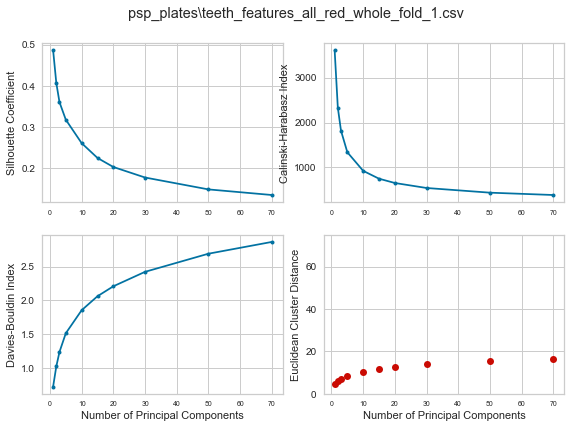 psp_plates\teeth_features_all_red_whole_fold_1.csv
Silhouette Coefficient
0.5
0.4
0.3
0.2
0 10 20 30 40 50 60 70
Calinski-Harabasz Index
3000
2000
1000
0 10 20 30 40 50 60 70
Davies-Bouldin Index
2.5
2.0
1.5
1.0
0 10 20 30 40 50 60 70
Number of Principal Components
Euclidean Cluster Distance
60
40
20
0
0 10 20 30 40 50 60 70
Number of Principal Components